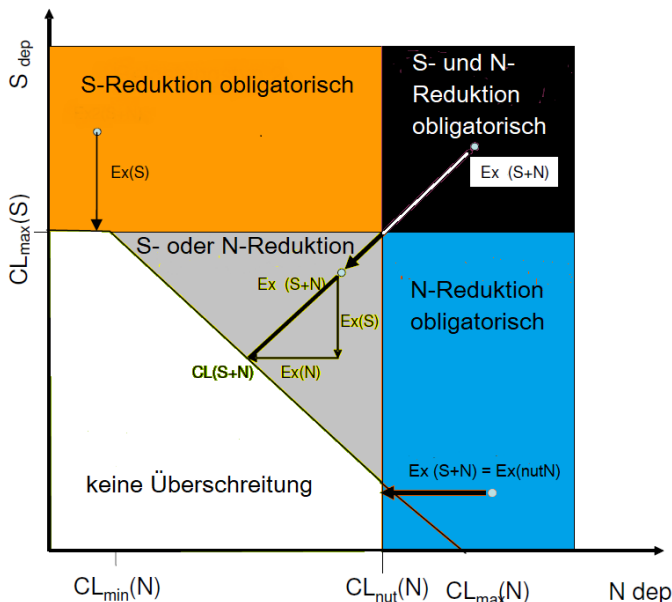 S dep
S-Reduktion obligatorisch
S- und N-
Reduktion
obligatorisch
Ex(S)
Ex (S+N)
CLmax(S)
S- oder N-Reduktion
Ex (S+N)
Ex(S)
N-Reduktion
obligatorisch
CL(S+N)
Ex(N)
keine Überschreitung
Ex (S+N) = Ex(nutN)
CLmin(N)
CLnut(N)
CLmax(N)
N dep